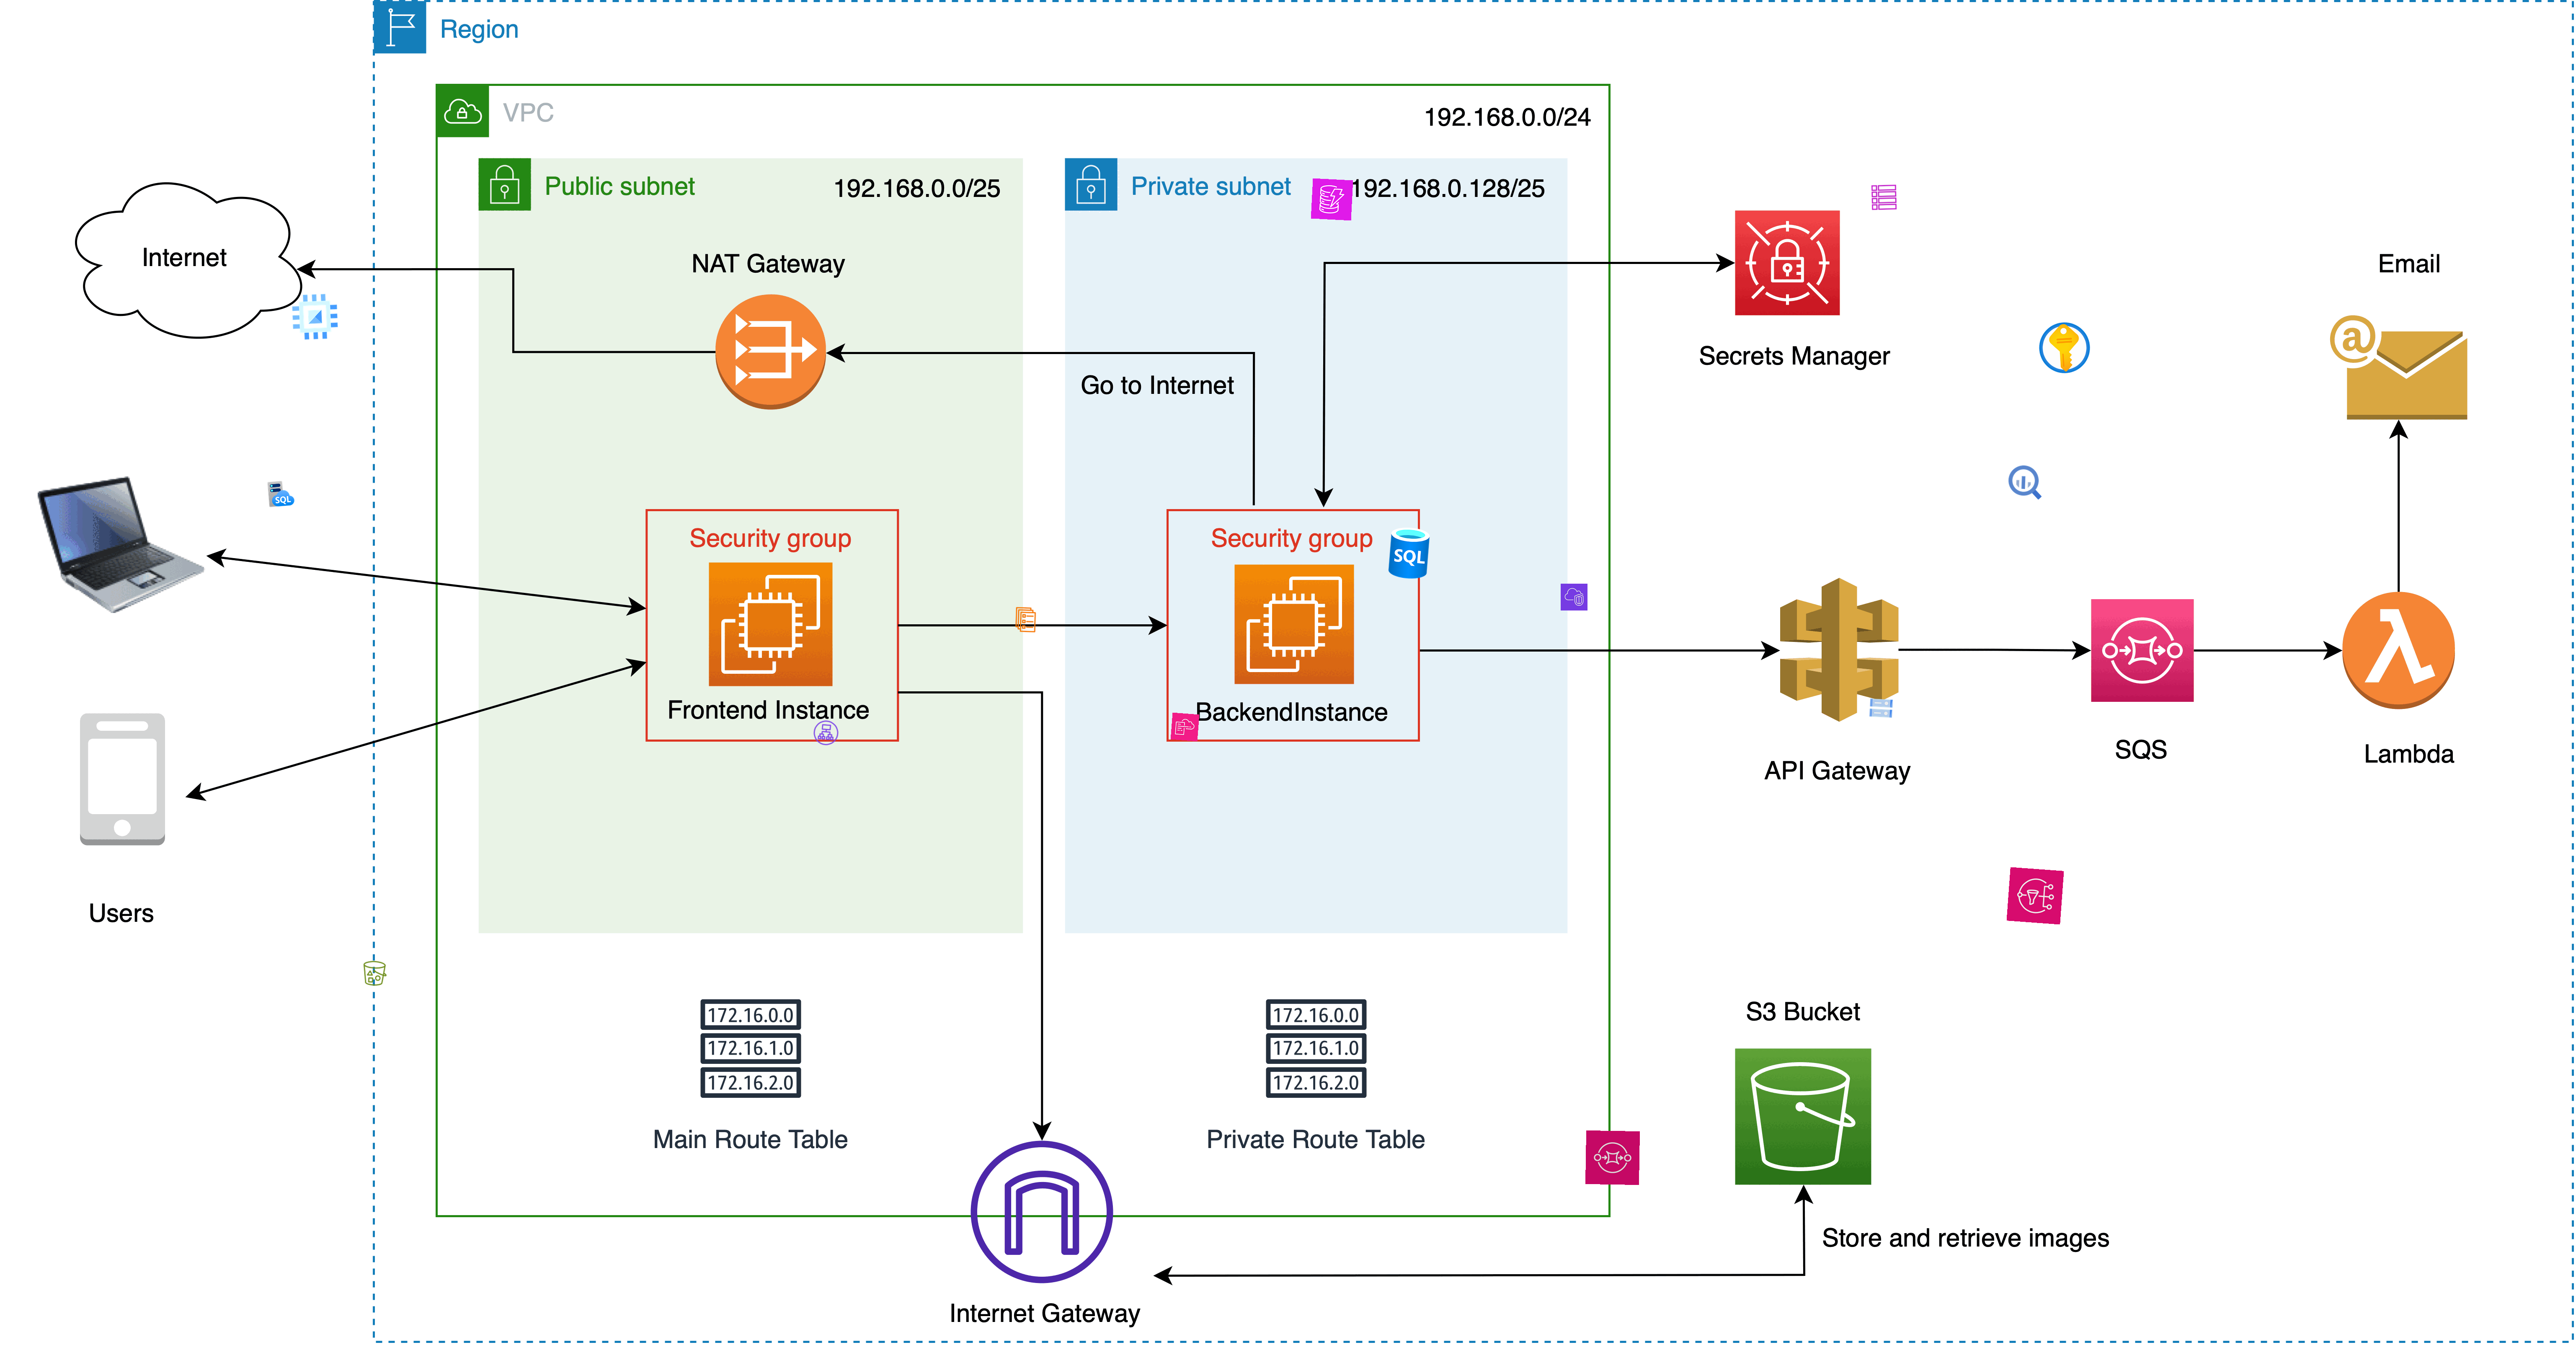 Region
VPC
192.168.0.0/24
Public subnet
192.168.0.0/25
Private subnet
192.168.0.128/25
Internet
NAT Gateway
Go to Internet
Secrets Manager
Email
@
Security group
Frontend Instance
Security group
SQL
BackendInstance
SQL
API Gateway
SQS
Lambda
Users
172.16.0.0
172.16.1.0
172.16.2.0
Main Route Table
172.16.0.0
172.16.1.0
172.16.2.0
Private Route Table
S3 Bucket
Store and retrieve images
Internet Gateway